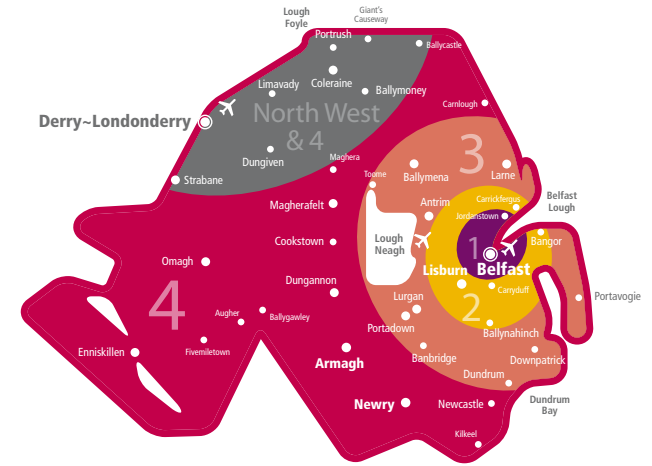 Lough
Foyle
Giant's
Causeway
Portrush
Ballycastle
Limavady
Coleraine
Ballymoney
Carnlough
Derry~Londonderry
North West
& 4
3
Dungiven
Maghera
Strabane
Toome
Ballymena
Larne
Magherafelt
Antrim
Carrickfergus
Jordanstown
Belfast
Lough
Cookstown
Lough
Neagh
1
Bangor
Omagh
Lisburn
Belfast
Dungannon
4
Lurgan
2
Carryduff
Portavogie
Augher
Ballygawley
Portadown
Ballynahinch
Enniskillen
Fivemiletown
Armagh
Banbridge
Downpatrick
Dundrum
Newry
Newcastle
Dundrum
Bay
Kilkeel